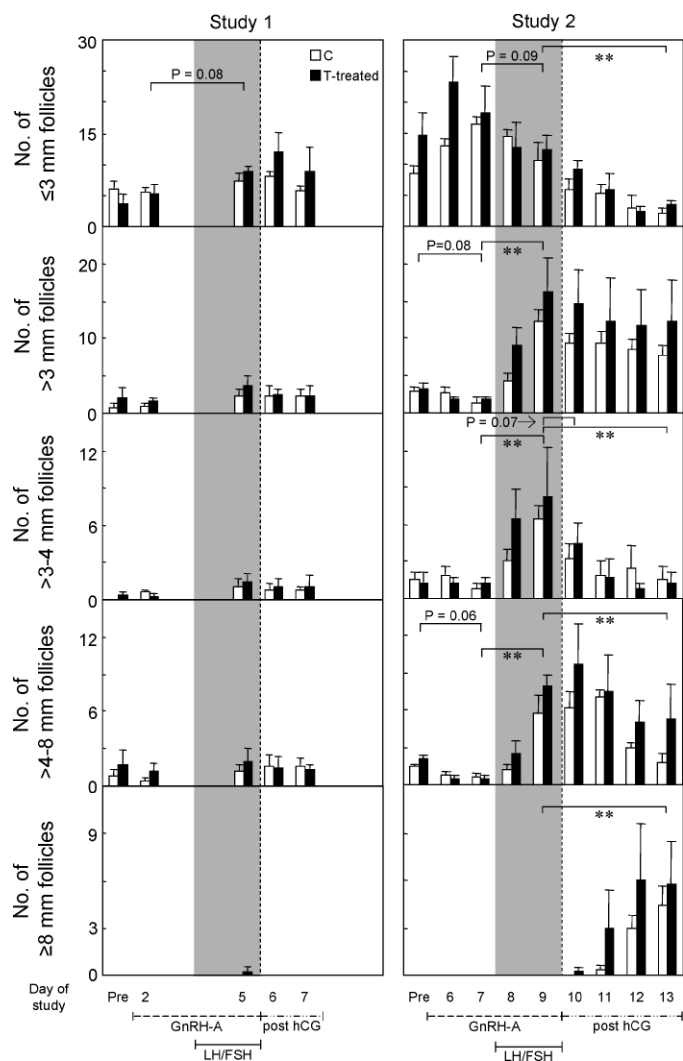 Study 1
Study 2
No. of
≤3 mm follicles
30
15
0
P = 0.08
C
T-treated
P = 0.09
**
No. of
>3 mm follicles
20
10
0
P=0.08
**
No. of
>3-4 mm follicles
12
6
0
P = 0.07
**
**
No. of
>4-8 mm follicles
12
6
0
P = 0.06
**
**
No. of
≥8 mm follicles
9
3
0
**
Day of
study
Pre 2 5 6 7
Pre 6 7 8 9 10 11 12 13
GnRH-A post hCG
GnRH-A post hCG
LH/FSH
LH/FSH